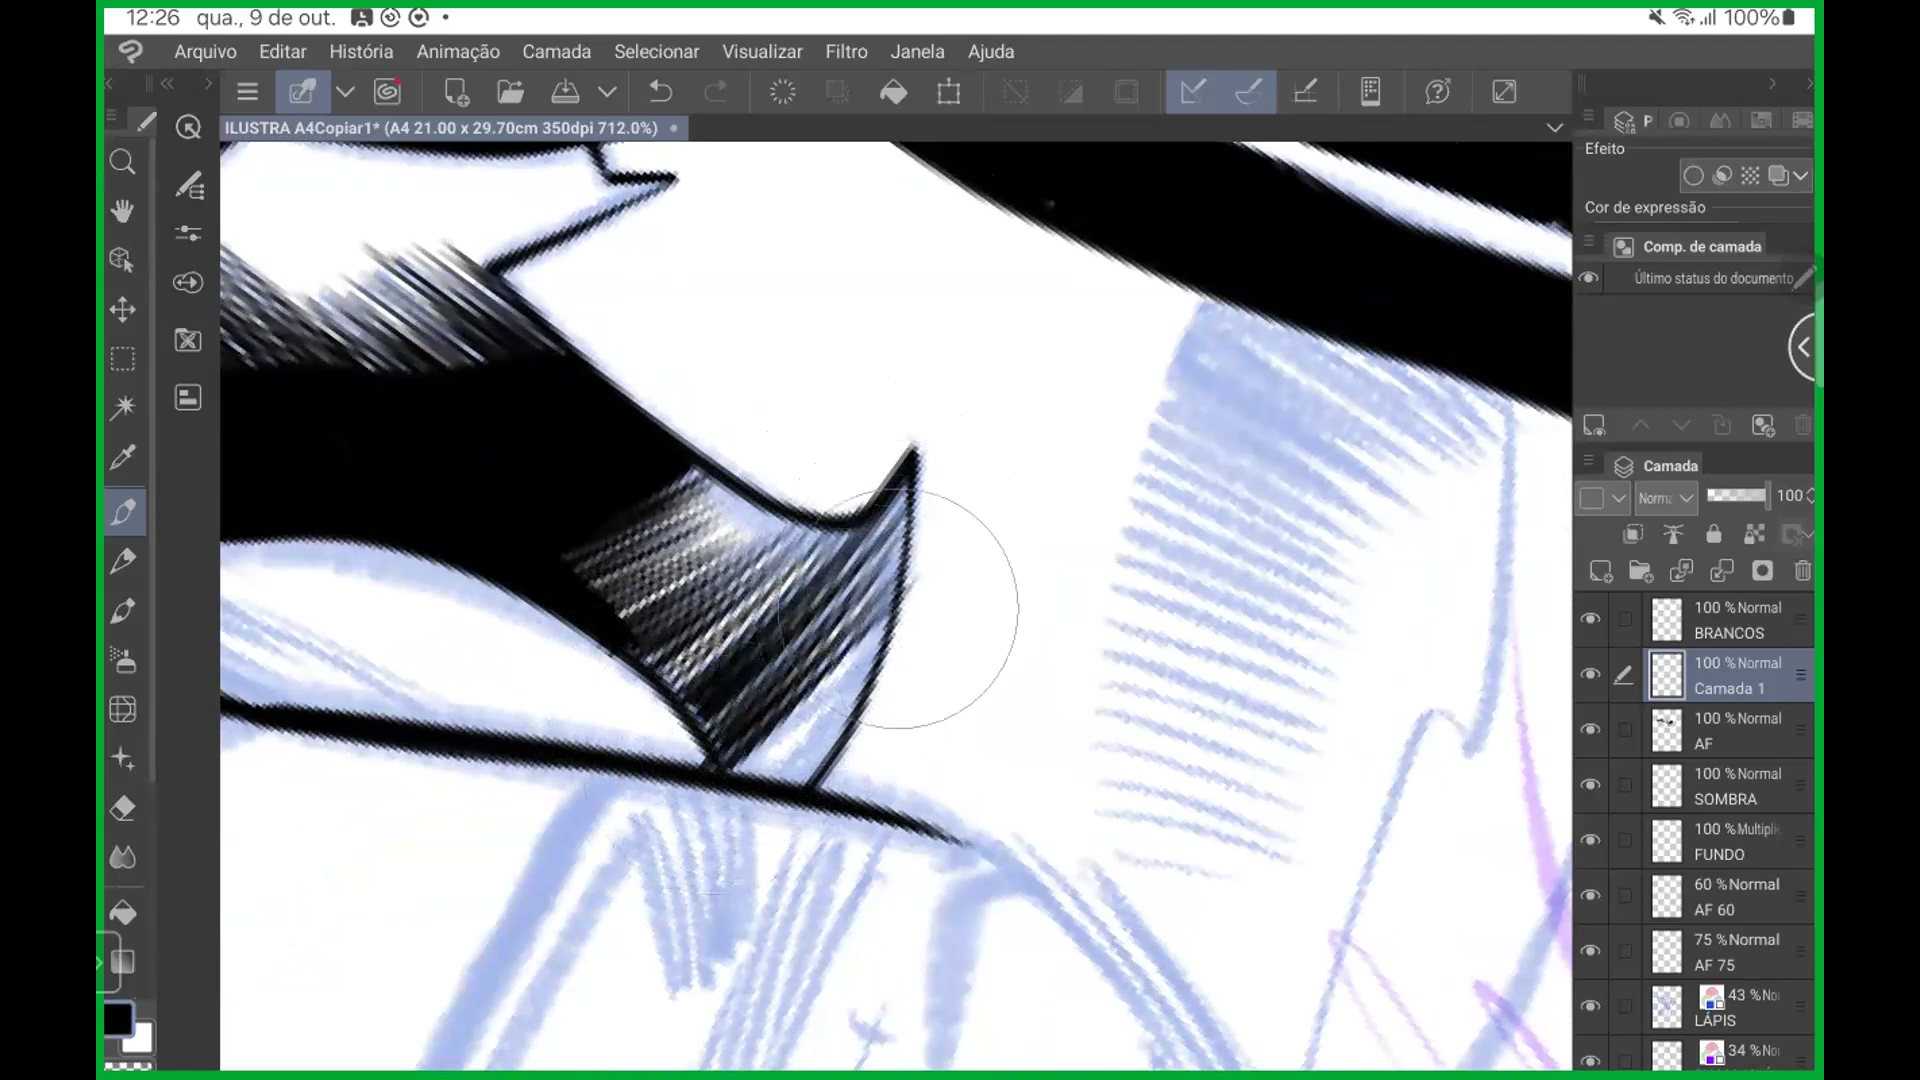 12:26 qua., 9 de out. 100%
Arquivo Editar História Animação Camada Selecionar Visualizar Filtro Janela Ajuda
ILUSTRA A4Copiar1* (A4 21.00 x 29.70cm 350dpi 712.0%)
P
Efeito
Cor de expressão
Comp. de camada
Último status do documento
Camada
Norma 100
100 % Normal
BRANCOS
100 % Normal
Camada 1
100 % Normal
AF
100 % Normal
SOMBRA
100 % Multipli
FUNDO
60 % Normal
AF 60
75 % Normal
AF 75
43 % No
LÁPIS
34 % No